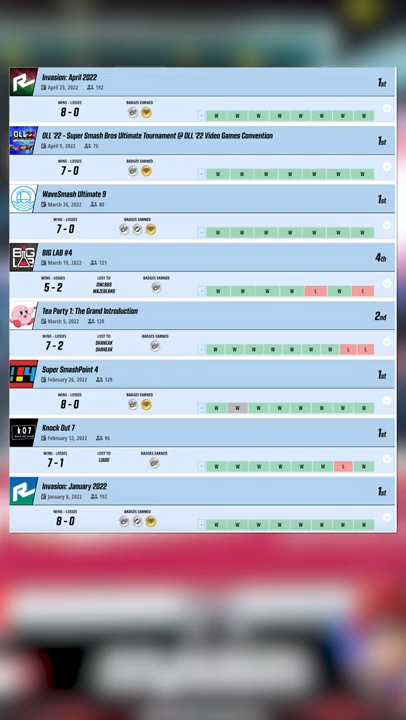 Invasion: April 2022
1st
April 23, 2022 192
WINS - LOSSES BADGES EARNED
8 - 0
W W W W W W W W
OLL '22 - Super Smash Bros Ultimate Tournament @ OLL '22 Video Games Convention
1st
April 9, 2022 75
WINS - LOSSES BADGES EARNED
7 - 0
W W W W W W W
WaveSmash Ultimate 9
1st
March 26, 2022 80
WINS - LOSSES BADGES EARNED
7 - 0
W W W W W W W
BIG LAB #4
4th
March 19, 2022 121
WINS - LOSSES LOST TO BADGES EARNED
5 - 2
W W W W L W L
Tea Party 1: The Grand Introduction
2nd
March 5, 2022 128
WINS - LOSSES LOST TO BADGES EARNED
7 - 2
W W W W W W W L L
Super SmashPoint 4
1st
February 26, 2022 129
WINS - LOSSES BADGES EARNED
8 - 0
W W W W W W W W W
Knock Out 7
1st
February 12, 2022 96
WINS - LOSSES LOST TO BADGES EARNED
7 - 1 LUUGI
W W W W W W L W
Invasion: January 2022
1st
January 8, 2022 192
WINS - LOSSES BADGES EARNED
8 - 0
W W W W W W W W